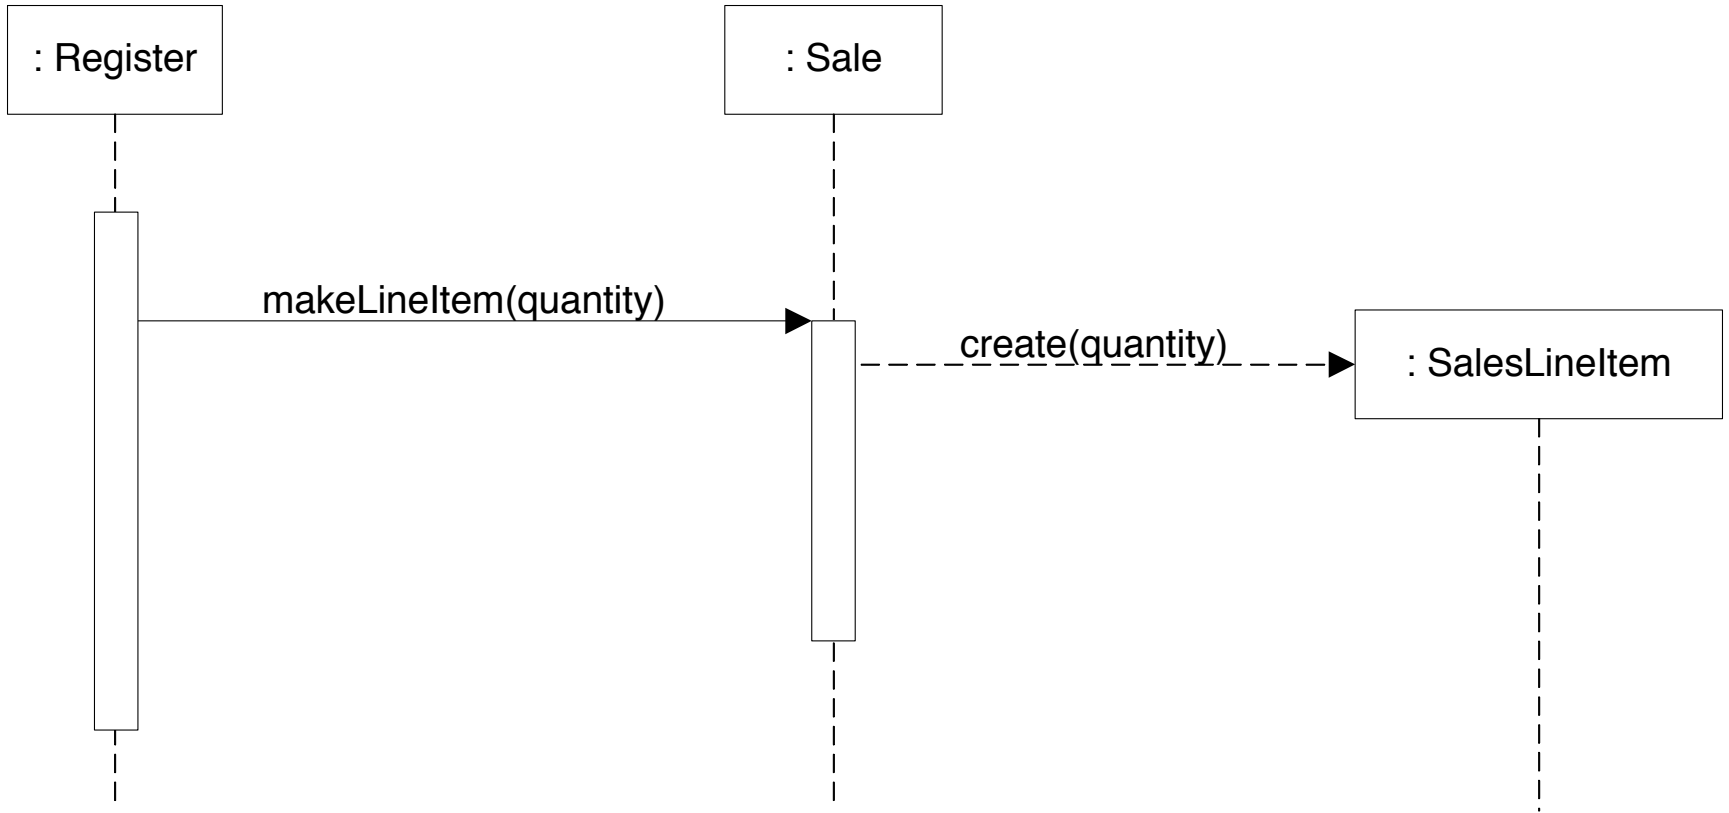 : Register
: Sale
makeLineItem(quantity)
create(quantity)
: SalesLineItem